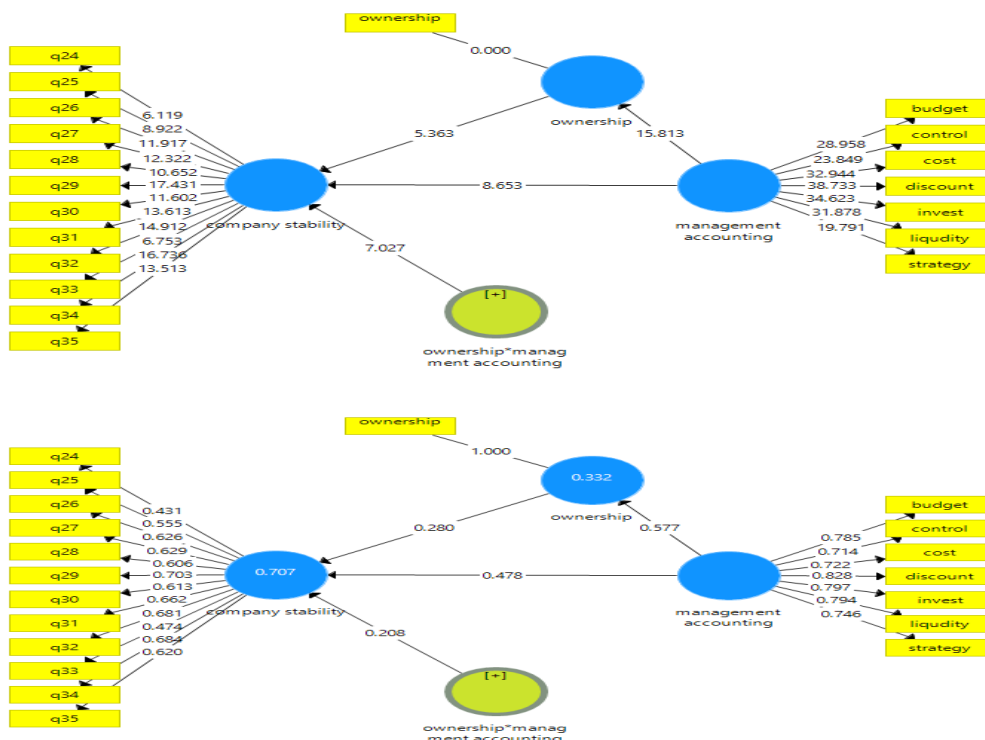 ownership
q24
q25
q26
q27
q28
q29
q30
q31
q32
q33
q34
q35
6.119
8.922
11.917
12.322
10.652
17.431
11.602
13.613
14.912
6.753
16.736
13.513
0.000
ownership
5.363
15.813
8.653
7.027
company stability
management
accounting
[+]
ownership*manag
ment accounting
28.958
23.849
32.944
38.733
34.623
31.878
19.791
budget
control
cost
discount
invest
liqudity
strategy
ownership
q24
q25
q26
q27
q28
q29
q30
q31
q32
q33
q34
q35
0.431
0.555
0.626
0.629
0.606
0.703
0.613
0.662
0.681
0.474
0.684
0.620
1.000
0.332
ownership
0.280
0.577
0.707
0.478
0.208
company stability
management
accounting
[+]
ownership*manag
ment accounting
0.785
0.714
0.722
0.828
0.797
0.794
0.746
budget
control
cost
discount
invest
liqudity
strategy